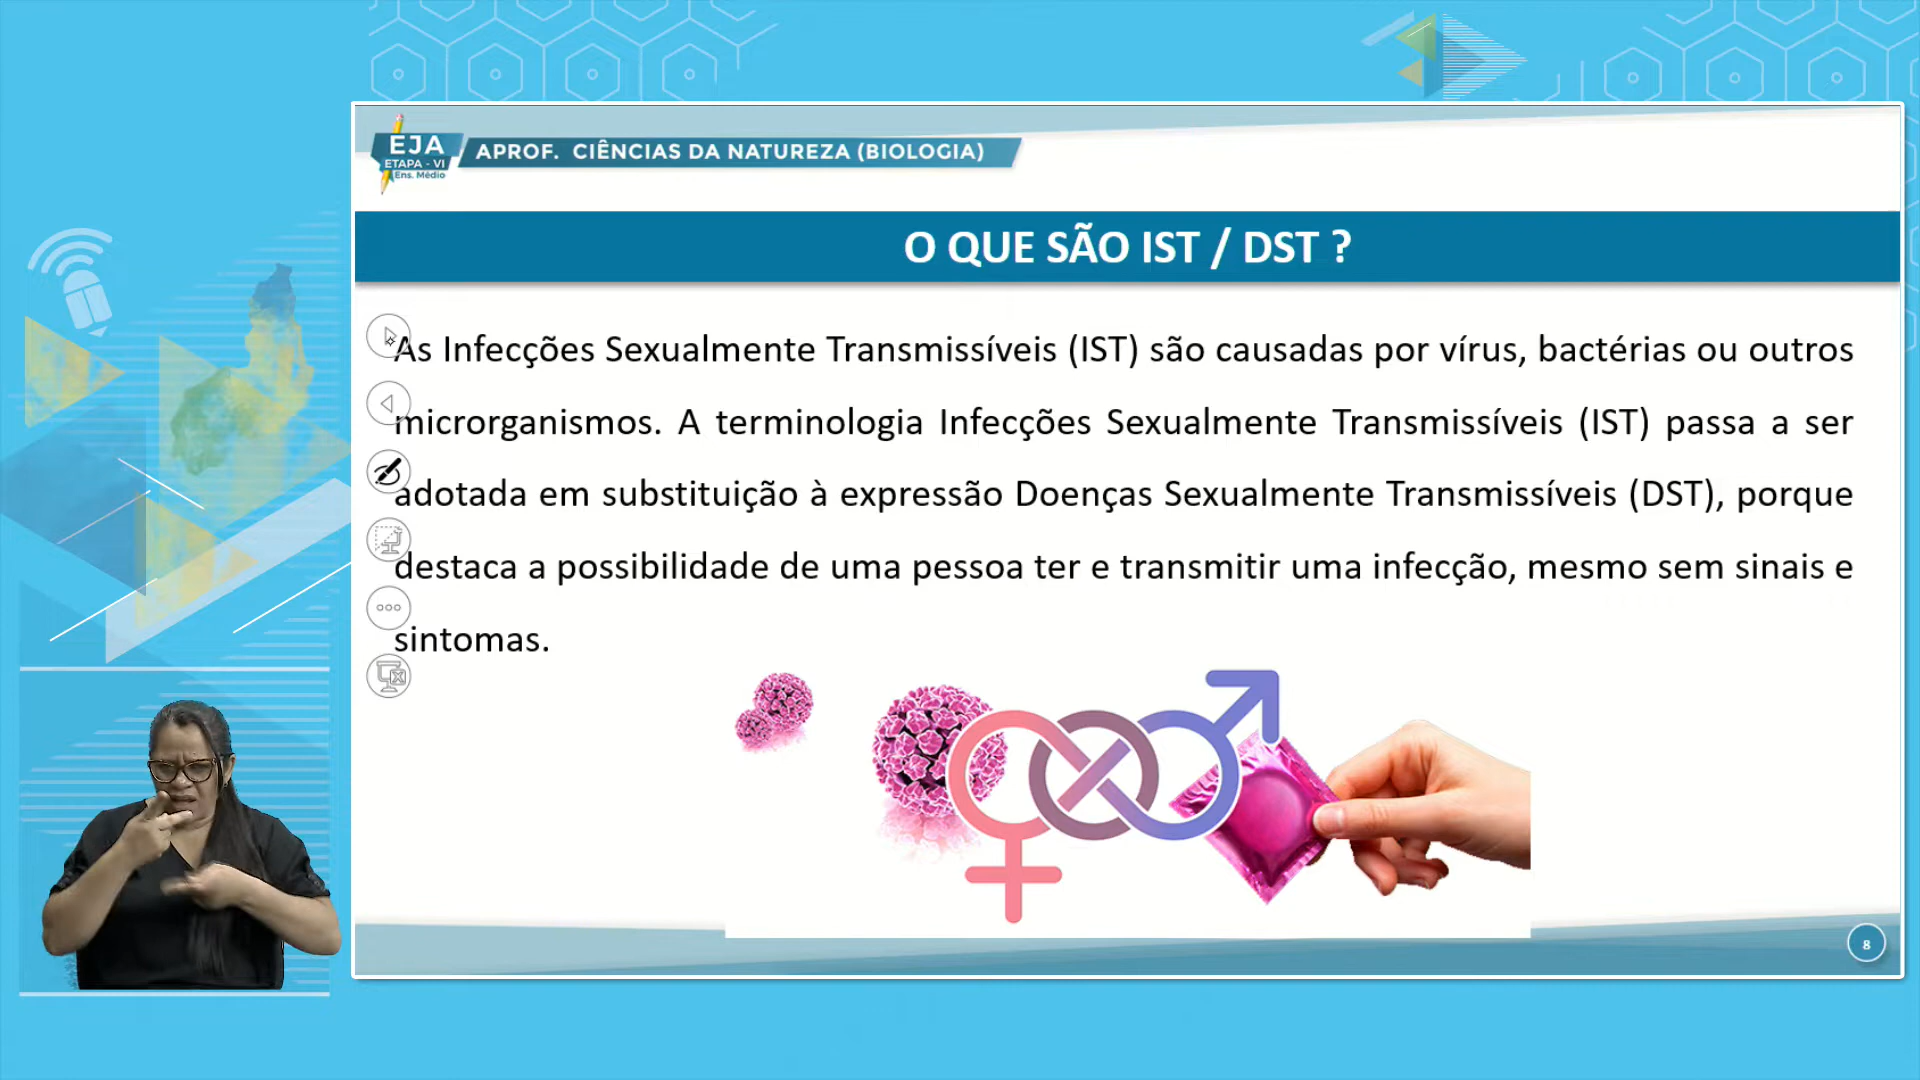 EJA
ETAPA - VI
Ens. Médio
APROF. CIÊNCIAS DA NATUREZA (BIOLOGIA)
O QUE SÃO IST / DST ?
As Infecções Sexualmente Transmissíveis (IST) são causadas por vírus, bactérias ou outros
microrganismos. A terminologia Infecções Sexualmente Transmissíveis (IST) passa a ser
adotada em substituição à expressão Doenças Sexualmente Transmissíveis (DST), porque
destaca a possibilidade de uma pessoa ter e transmitir uma infecção, mesmo sem sinais e
sintomas.
8